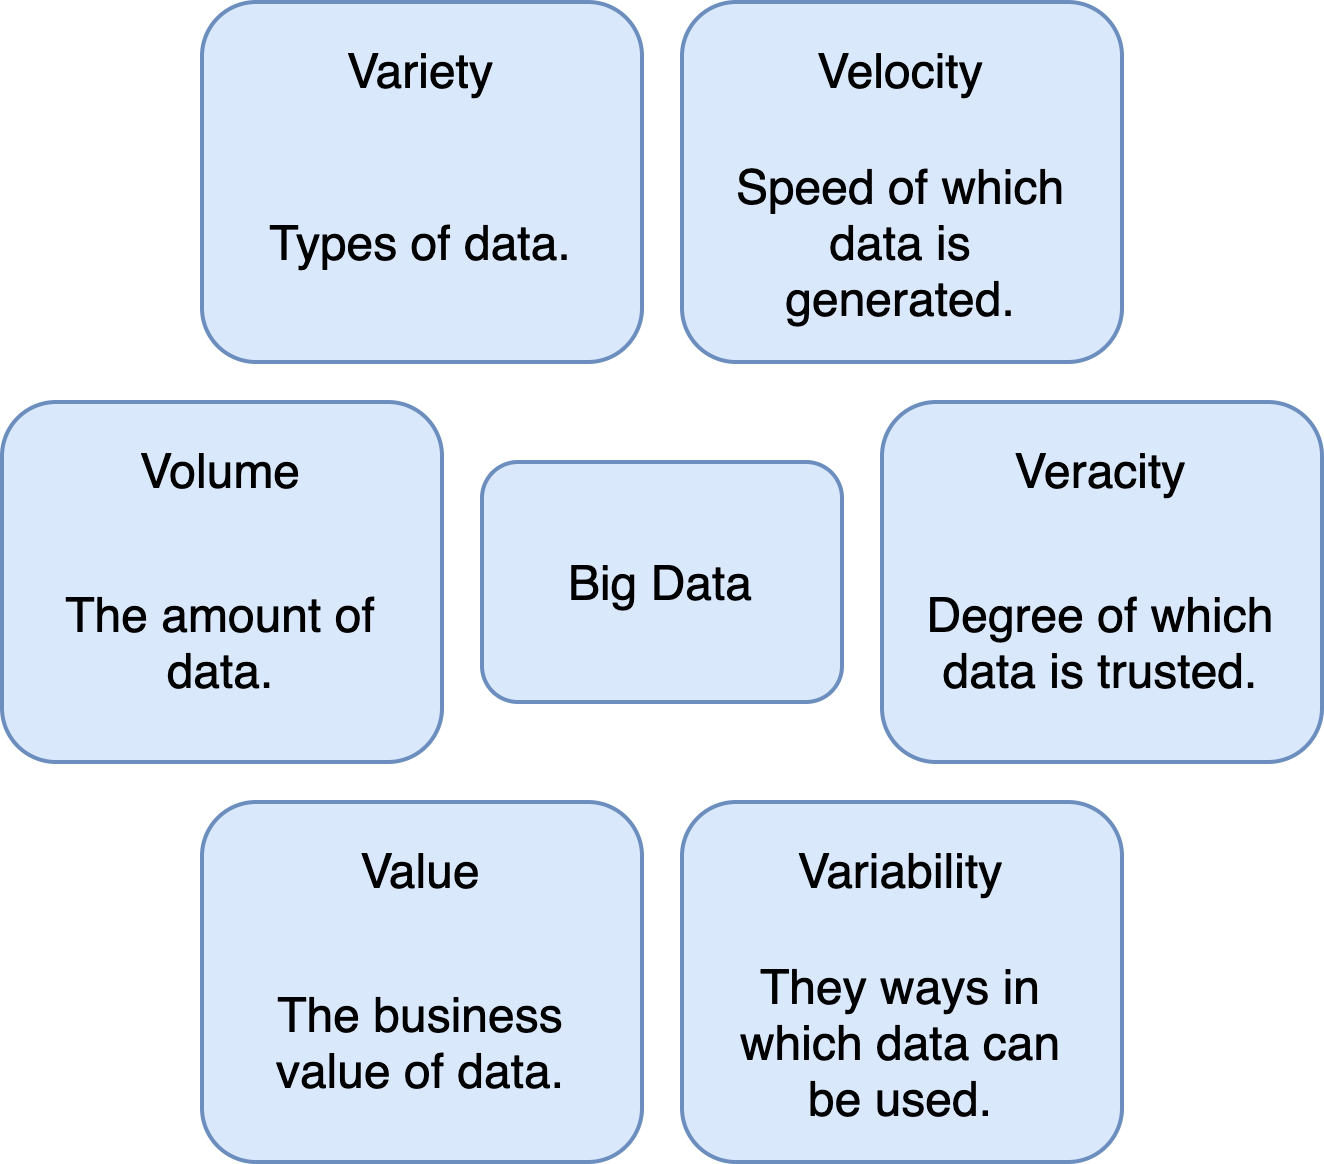 Variety
Types of data.
Velocity
Speed of which
data is
generated.
Volume
The amount of
data.
Big Data
Veracity
Degree of which
data is trusted.
Value
The business
value of data.
Variability
They ways in
which data can
be used.